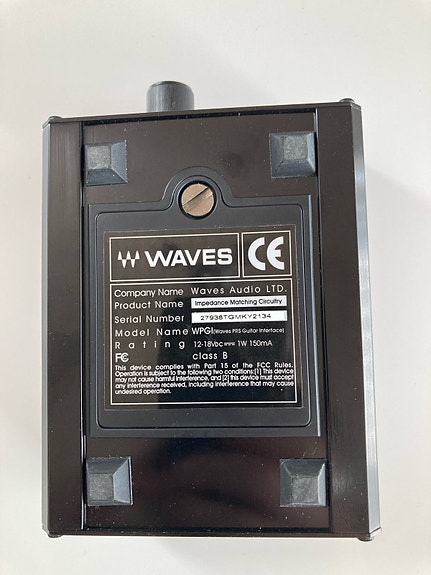 WAVES CE
Company Name Waves Audio LTD.
Product Name Impedance Matching Circuitry
Serial Number 27938TGMKY2134
Model Name WPGI(Waves PRS Guitar Interface)
Rating 12-18VDC 1W 150mA
FC class B
This device compiles with Part 15 of the FCC Rules.
Operation is subject to the following two conditions:[1] This device
may not cause harmful interference, and [2] this device must accept
any interference received, including interference that may cause
undesired operation.